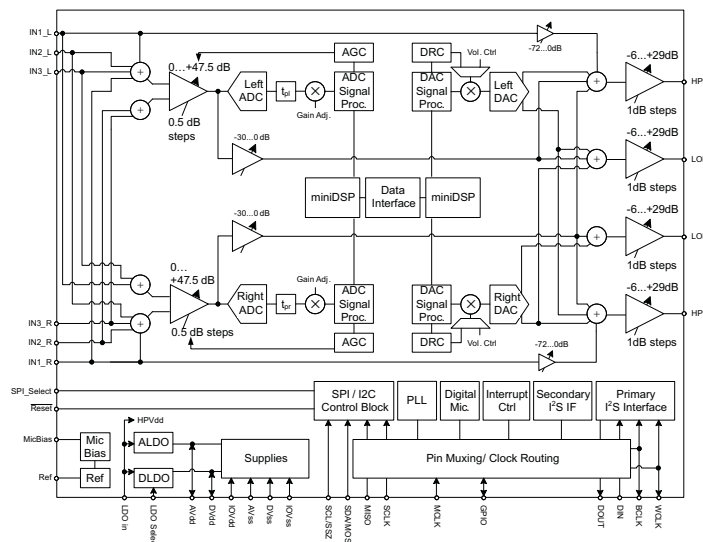 IN1_L
IN2_L
IN3_L
0…+47.5 dB
0.5 dB
steps
AGC
Left
ADC
tpl
Gain Adj.
ADC
Signal
Proc.
DRC
Vol. Ctrl
DAC
Signal
Proc.
Left
DAC
-72...0dB
-6...+29dB
HP
1dB steps
-30...0 dB
-6...+29dB
LO
1dB steps
miniDSP
Data
Interface
miniDSP
-30...0 dB
-6...+29dB
LO
1dB steps
0…
+47.5 dB
0.5 dB steps
Right
ADC
tpr
Gain Adj.
ADC
Signal
Proc.
AGC
DAC
Signal
Proc.
DRC
Vol. Ctrl
Right
DAC
-72...0dB
-6...+29dB
HP
1dB steps
IN3_R
IN2_R
IN1_R
SPI_Select
Reset
MicBias
Ref
Mic
Bias
Ref
HPVdd
ALDO
DLDO
Supplies
SPI / I2C
Control Block
PLL
Digital
Mic.
Interrupt
Ctrl
Secondary
I²S IF
Primary
I²S Interface
Pin Muxing/ Clock Routing
LDO in
LDO Select
AVdd
DVdd
IOVdd
AVss
DVss
IOVss
SCL/SSZ
SDA/MOS
MISO
SCLK
MCLK
GPIO
DOUT
DIN
BCLK
WCLK